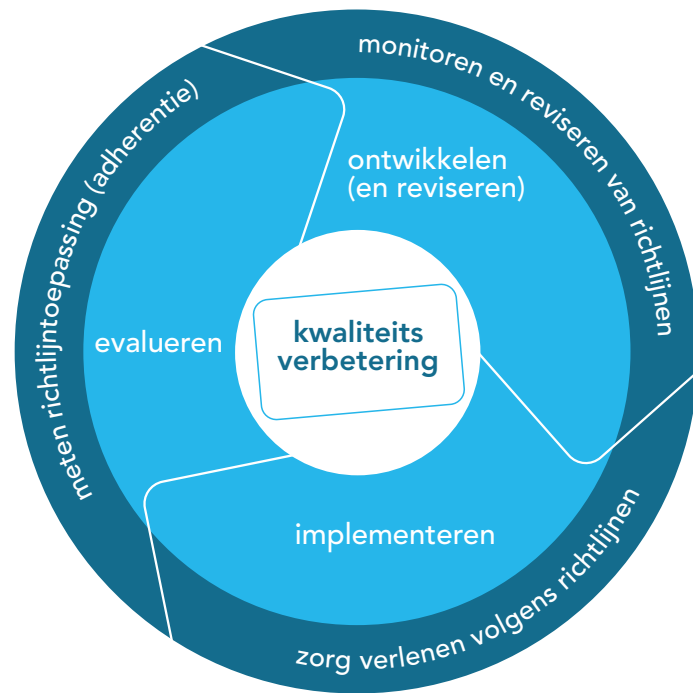 monitoren en reviseren van richtlijnen
ontwikkelen
(en reviseren)
meten richtlijntoepassing (adherentie)
evalueren
kwaliteits
verbetering
implementeren
zorg verlenen volgens richtlijnen